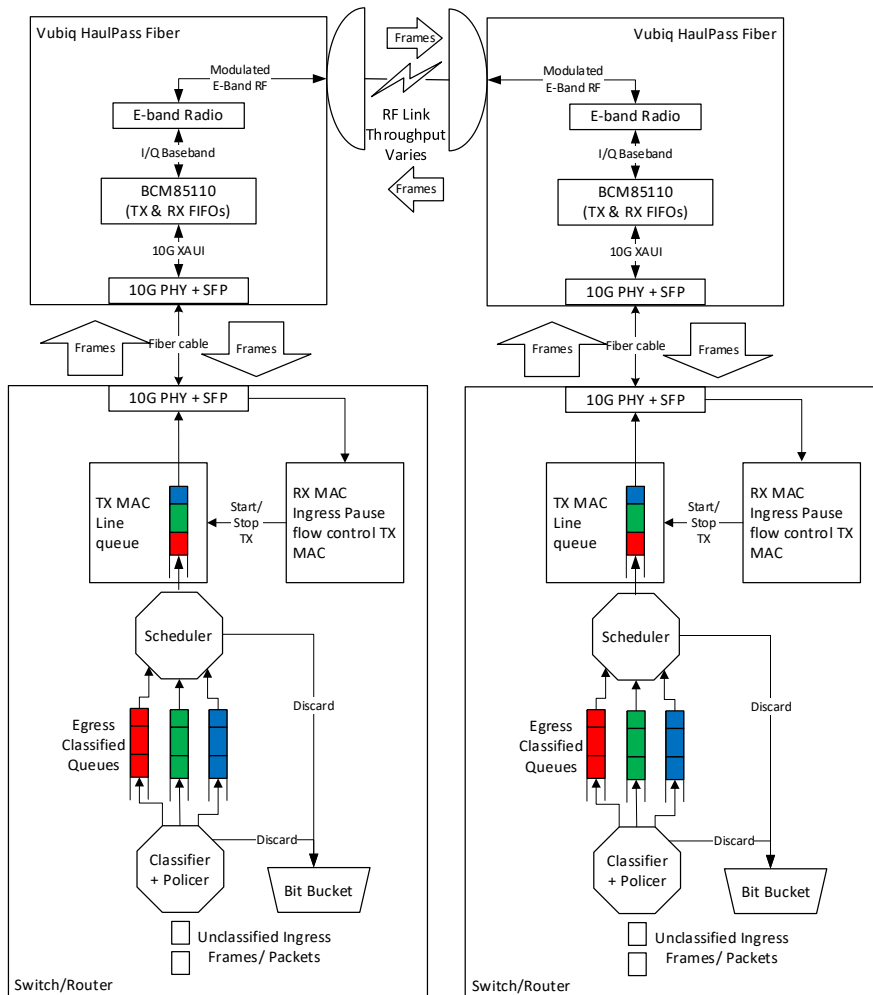 Vubiq HaulPass Fiber
Modulated
E-Band RF
E-band Radio
I/Q Baseband
BCM85110
(TX & RX FIFOs)
10G XAUI
10G PHY + SFP
Frames
RF Link
Throughput
Varies
Frames
Vubiq HaulPass Fiber
Modulated
E-Band RF
E-band Radio
I/Q Baseband
BCM85110
(TX & RX FIFOs)
10G XAUI
10G PHY + SFP
Frames
Fiber cable
Frames
Frames
Fiber cable
Frames
10G PHY + SFP
TX MAC
Line
queue
Start/
Stop
TX
RX MAC
Ingress Pause
flow control TX
MAC
Scheduler
Discard
Egress
Classified
Queues
Discard
Classifier
+ Policer
Bit Bucket
Unclassified Ingress
Frames/ Packets
Switch/Router
10G PHY + SFP
TX MAC
Line
queue
Start/
Stop
TX
RX MAC
Ingress Pause
flow control TX
MAC
Scheduler
Discard
Egress
Classified
Queues
Discard
Classifier
+ Policer
Bit Bucket
Unclassified Ingress
Frames/ Packets
Switch/Router